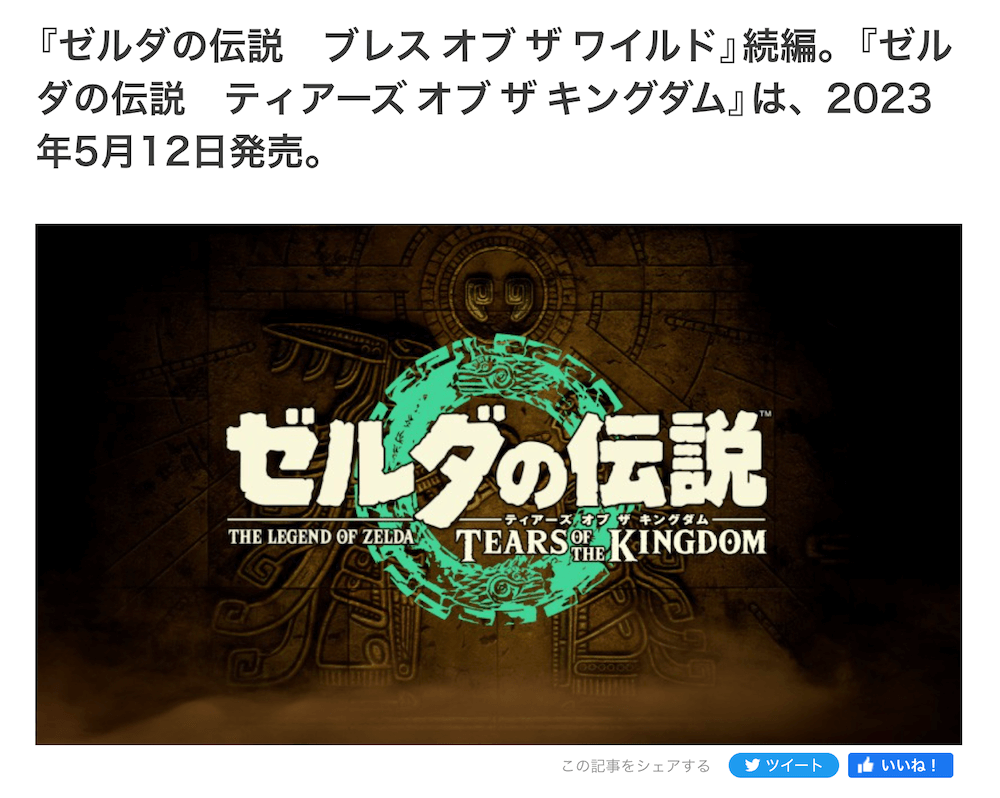 『ゼルダの伝説　ブレス オブ ザ ワイルド』続編。『ゼル
ダの伝説　ティアーズ オブ ザ キングダム』は、2023
年5月12日発売。
ゼルダの伝説™
ティアーズ オブ ザ キングダム
THE LEGEND OF ZELDA
TEARS OF THE KINGDOM
この記事をシェアする
ツイート
いいね！